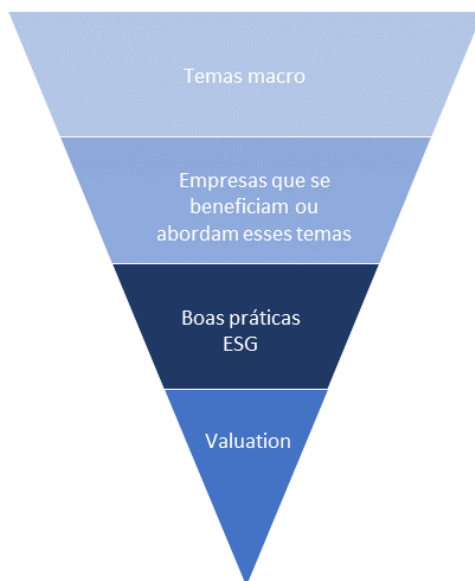 Temas macro
Empresas que se
beneficiam ou
abordam esses temas
Boas práticas
ESG
Valuation